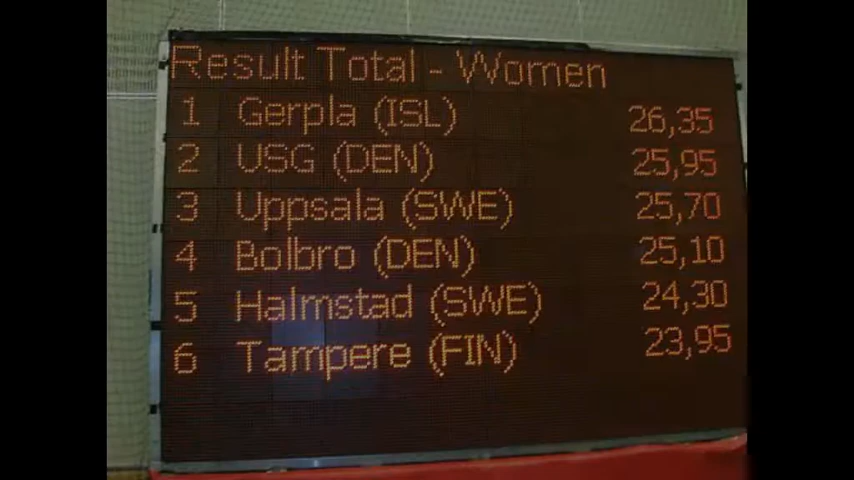 Result Total - Women
1 Gerpla (ISL) 26,35
2 USG (DEN) 25,95
3 Uppsala (SWE) 25,70
4 Bolbro (DEN) 25,10
5 Halmstad (SWE) 24,30
6 Tampere (FIN) 23,95